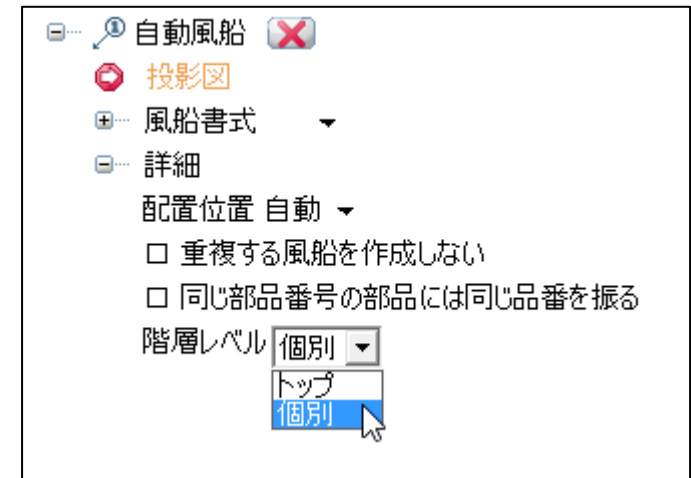 自動風船
投影図
風船書式
詳細
配置位置 自動
重複する風船を作成しない
同じ部品番号の部品には同じ品番を振る
階層レベル 個別
トップ
個別